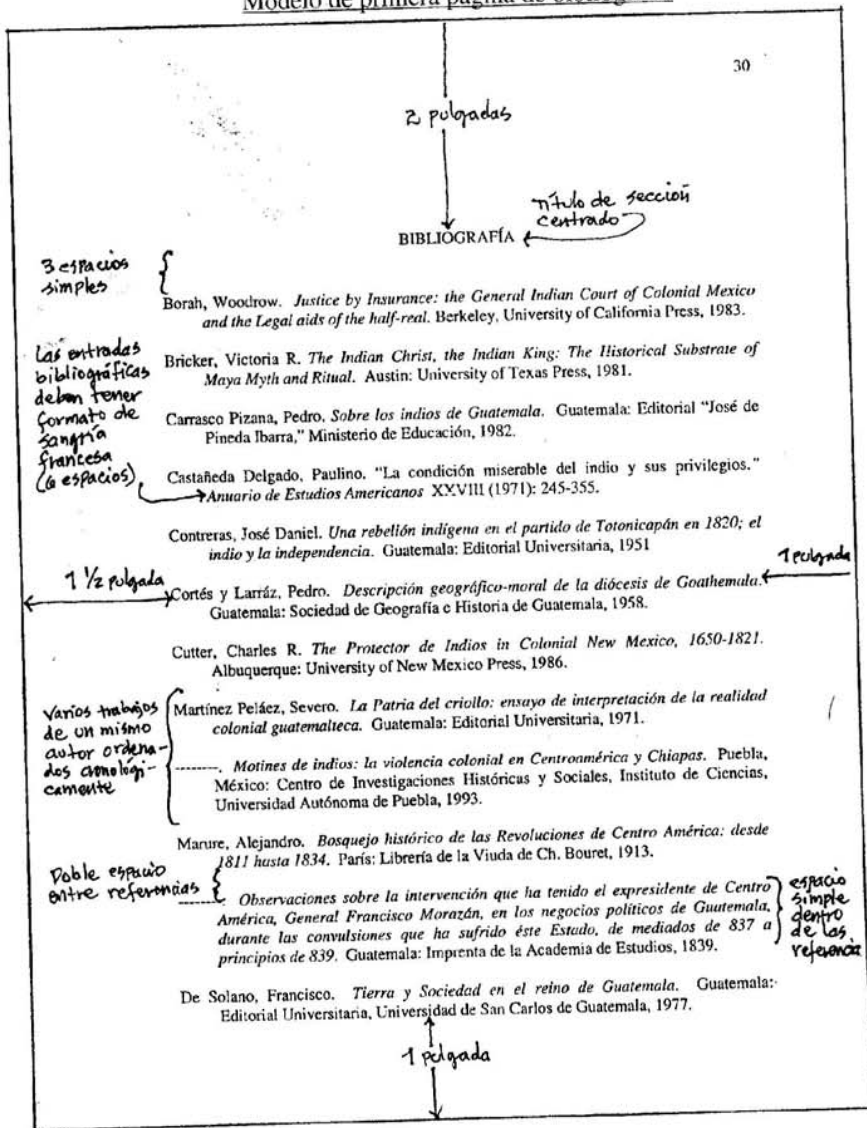 Modelo de primera página de bibliografía
30
2 pulgadas
título de sección
centrado
BIBLIOGRAFÍA
3 espacios
simples
Borah, Woodrow. Justice by Insurance: the General Indian Court of Colonial Mexico
and the Legal aids of the half-real. Berkeley, University of California Press, 1983.
Las entradas
bibliográficas
deben tener
formato de
sangría
francesa
(6 espacios)
Bricker, Victoria R. The Indian Christ, the Indian King: The Historical Substrate of
Maya Myth and Ritual. Austin: University of Texas Press, 1981.
Carrasco Pizana, Pedro. Sobre los indios de Guatemala. Guatemala: Editorial "José de
Pineda Ibarra," Ministerio de Educación, 1982.
Castañeda Delgado, Paulino. "La condición miserable del indio y sus privilegios."
Anuario de Estudios Americanos XXVIII (1971): 245-355.
Contreras, José Daniel. Una rebelión indígena en el partido de Totonicapán en 1820; el
indio y la independencia. Guatemala: Editorial Universitaria, 1951
1 ½ pulgada
1 pulgada
Cortés y Larráz, Pedro. Descripción geográfico-moral de la diócesis de Goathemala.
Guatemala: Sociedad de Geografía e Historia de Guatemala, 1958.
Cutter, Charles R. The Protector de Indios in Colonial New Mexico, 1650-1821.
Albuquerque: University of New Mexico Press, 1986.
Varios trabajos
de un mismo
autor ordena-
dos cronológi-
camente
Martínez Peláez, Severo. La Patria del criollo: ensayo de interpretación de la realidad
colonial guatemalteca. Guatemala: Editorial Universitaria, 1971.
--------. Motines de indios: la violencia colonial en Centroamérica y Chiapas. Puebla,
México: Centro de Investigaciones Históricas y Sociales, Instituto de Ciencias,
Universidad Autónoma de Puebla, 1993.
Marure, Alejandro. Bosquejo histórico de las Revoluciones de Centro América: desde
1811 hasta 1834. París: Librería de la Viuda de Ch. Bouret, 1913.
Doble espacio
entre referencias
--------. Observaciones sobre la intervención que ha tenido el expresidente de Centro
América, General Francisco Morazán, en los negocios políticos de Guatemala,
durante las convulsiones que ha sufrido éste Estado, de mediados de 837 a
principios de 839. Guatemala: Imprenta de la Academia de Estudios, 1839.
espacio
simple
dentro
de las
referencia
De Solano, Francisco. Tierra y Sociedad en el reino de Guatemala. Guatemala:
Editorial Universitaria, Universidad de San Carlos de Guatemala, 1977.
1 pulgada